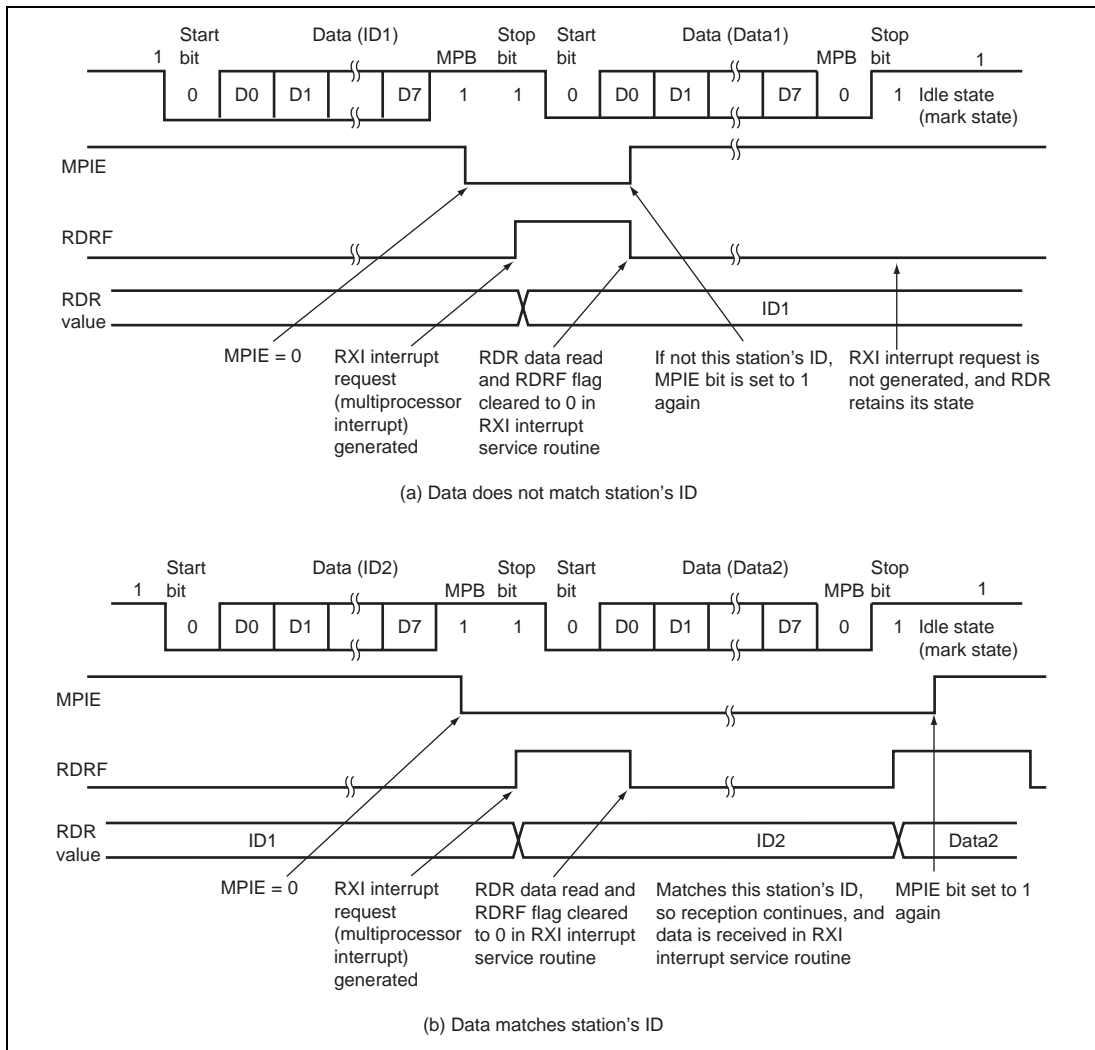 Start bit Data (ID1) MPB Stop bit Start bit Data (Data1) MPB Stop bit
1 0 D0 D1 D7 1 1 0 D0 D1 D7 0 1 1
Idle state
(mark state)
MPIE
RDRF
RDR
value
ID1
MPIE = 0
RXI interrupt
request
(multiprocessor
interrupt)
generated
RDR data read
and RDRF flag
cleared to 0 in
RXI interrupt
service routine
If not this station's ID,
MPIE bit is set to 1
again
RXI interrupt request is
not generated, and RDR
retains its state
(a) Data does not match station's ID
Start bit Data (ID2) MPB Stop bit Start bit Data (Data2) MPB Stop bit
1 0 D0 D1 D7 1 1 0 D0 D1 D7 0 1 1
Idle state
(mark state)
MPIE
RDRF
RDR
value
ID1 ID2 Data2
MPIE = 0
RXI interrupt
request
(multiprocessor
interrupt)
generated
RDR data read and
RDRF flag cleared
to 0 in RXI interrupt
service routine
Matches this station's ID,
so reception continues, and
data is received in RXI
interrupt service routine
MPIE bit set to 1
again
(b) Data matches station's ID